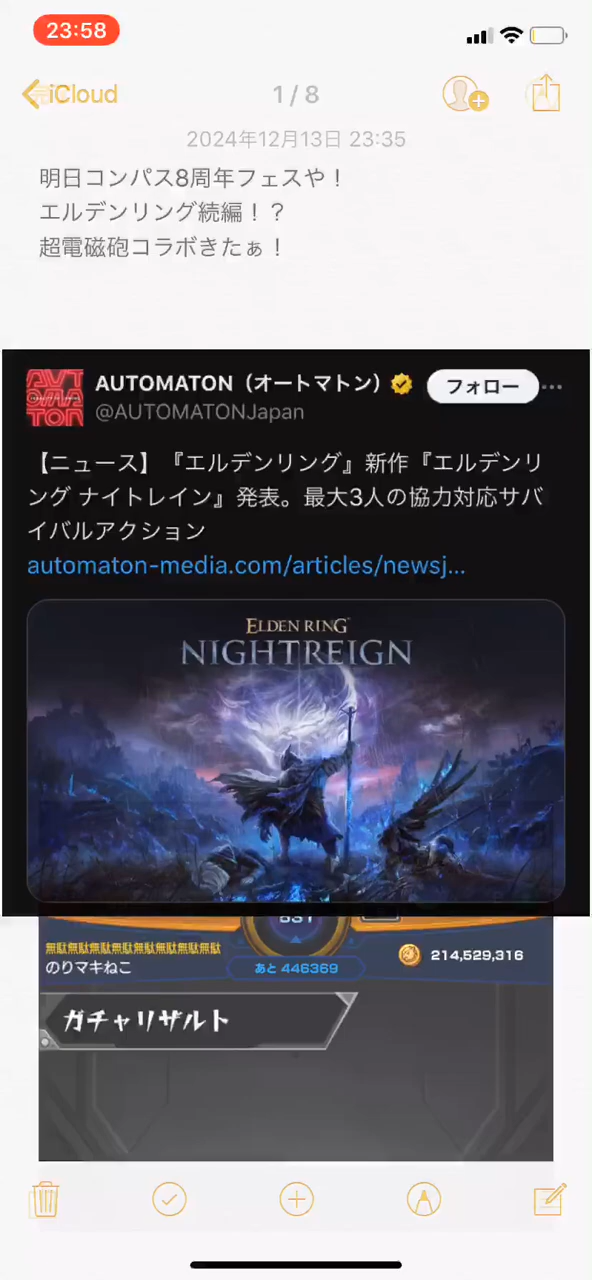 23:58
iCloud
1 / 8
2024年12月13日 23:35
明日コンパス8周年フェスや！
エルデンリング続編！？
超電磁砲コラボきたぁ！
AUTOMATON
AUTOMATON（オートマトン）
フォロー
@AUTOMATONJapan
【ニュース】『エルデンリング』新作『エルデンリ
ング ナイトレイン』発表。最大3人の協力対応サバ
イバルアクション
automaton-media.com/articles/newsj...
ELDEN RING
NIGHTREIGN
無駄無駄無駄無駄無駄無駄無駄無駄
のりマキねこ
あと 446369
214,529,316
ガチャリザルト